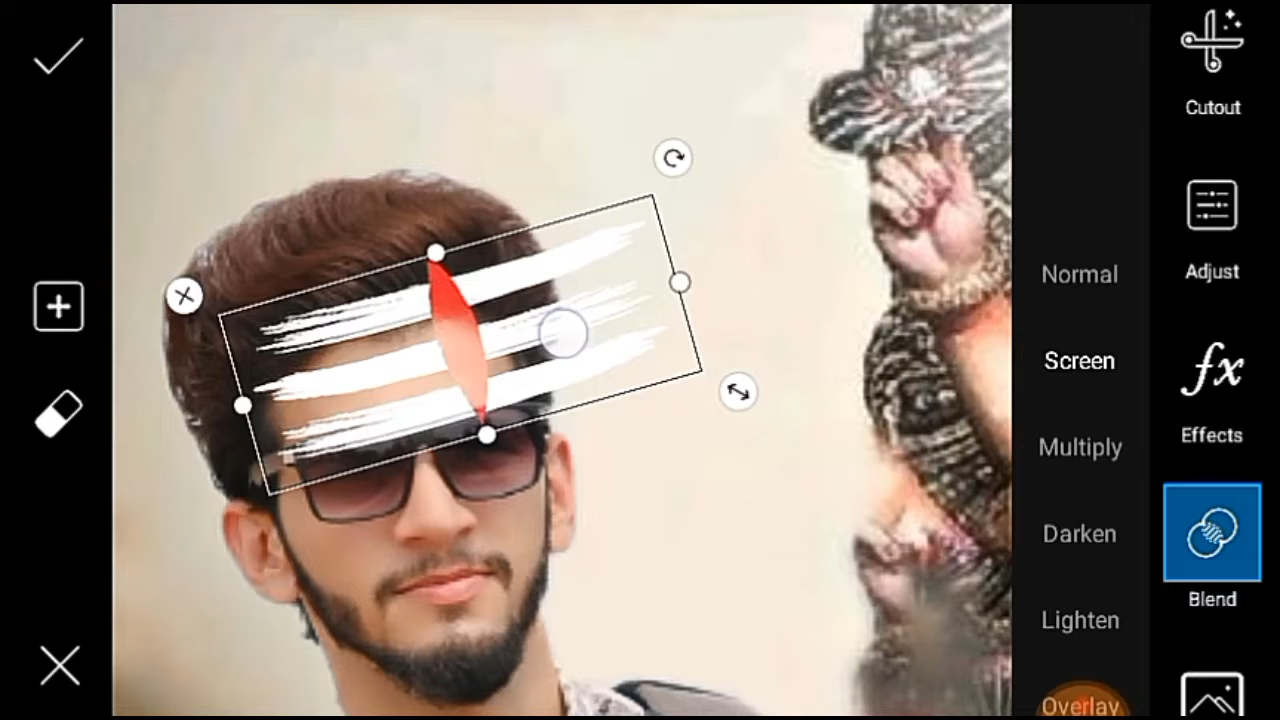 Cutout
Adjust
Effects
Blend
Normal
Screen
Multiply
Darken
Lighten
Overlay